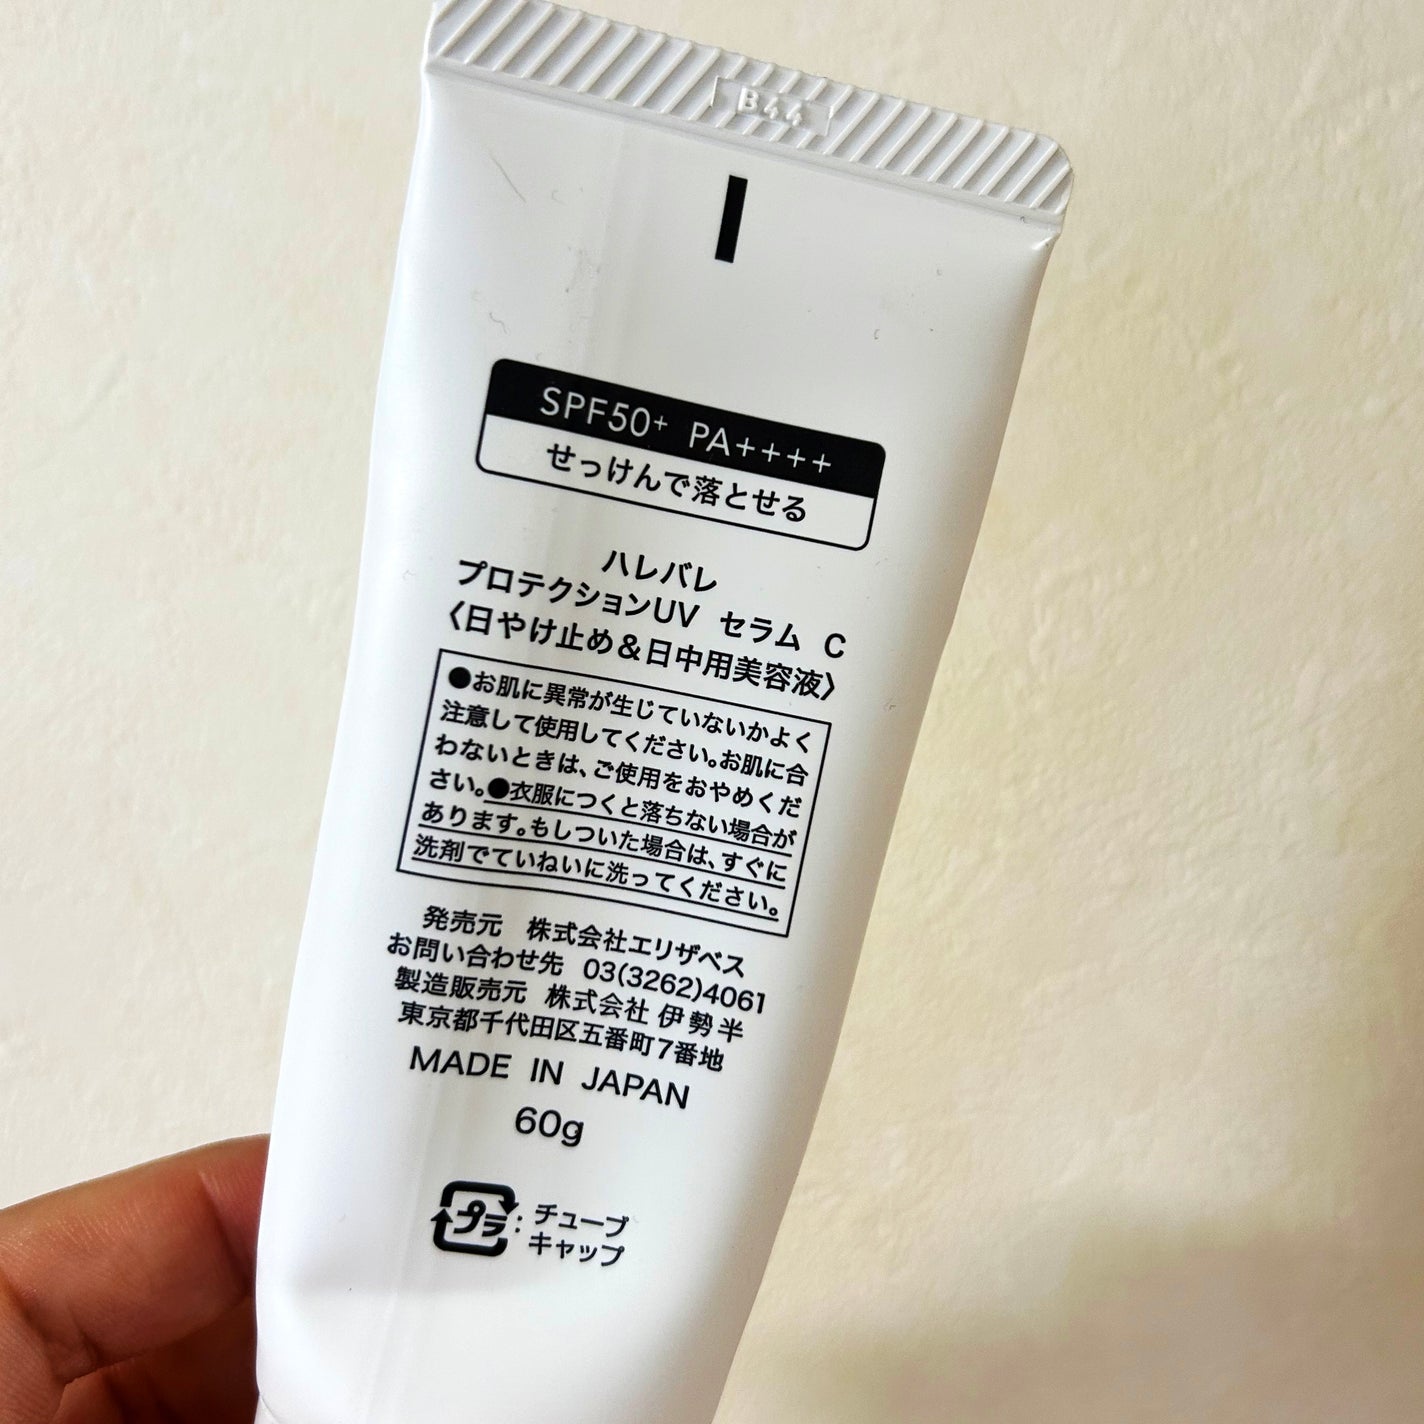 B44
SPF50+ PA++++
せっけんで落とせる
ハレバレ
プロテクションUV セラム C
〈日やけ止め＆日中用美容液〉
●お肌に異常が生じていないかよく
注意して使用してください。お肌に合
わないときは、ご使用をおやめくだ
さい。●衣服につくと落ちない場合が
あります。もしついた場合は、すぐに
洗剤でていねいに洗ってください。
発売元 株式会社エリザベス
お問い合わせ先 03(3262)4061
製造販売元 株式会社 伊勢半
東京都千代田区五番町7番地
MADE IN JAPAN
60g
プラ : チューブ
キャップ